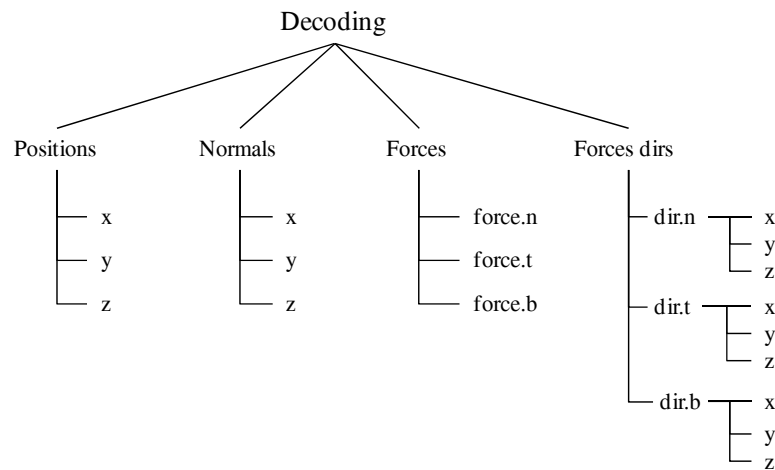 Decoding
Positions Normals Forces Forces dirs
x x force.n dir.n x
y
z
y y force.t
z z force.b
dir.t x
y
z
dir.b x
y
z